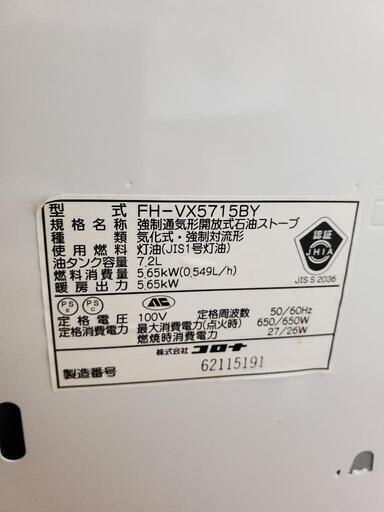 型式 FH-VX5715BY
規格名称 強制通気形開放式石油ストーブ
種類 気化式・強制対流形
使用燃料 灯油(JIS1号灯油)
油タンク容量 7.2L
燃料消費量 5.65kW(0.549L/h)
暖房出力 5.65kW
認証
JHIA
JIS S 2036
PS E PS C
定格電圧 100V 定格周波数 50/60Hz
定格消費電力 最大消費電力(点火時) 650/650W
燃焼時消費電力 27/26W
株式会社 コロナ
製造番号 62115191